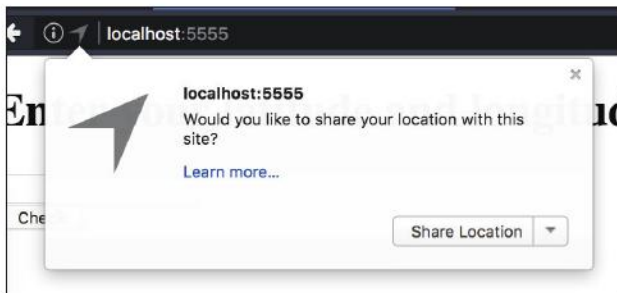 localhost:5555
localhost:5555
Would you like to share your location with this
site?
Learn more...
Share Location